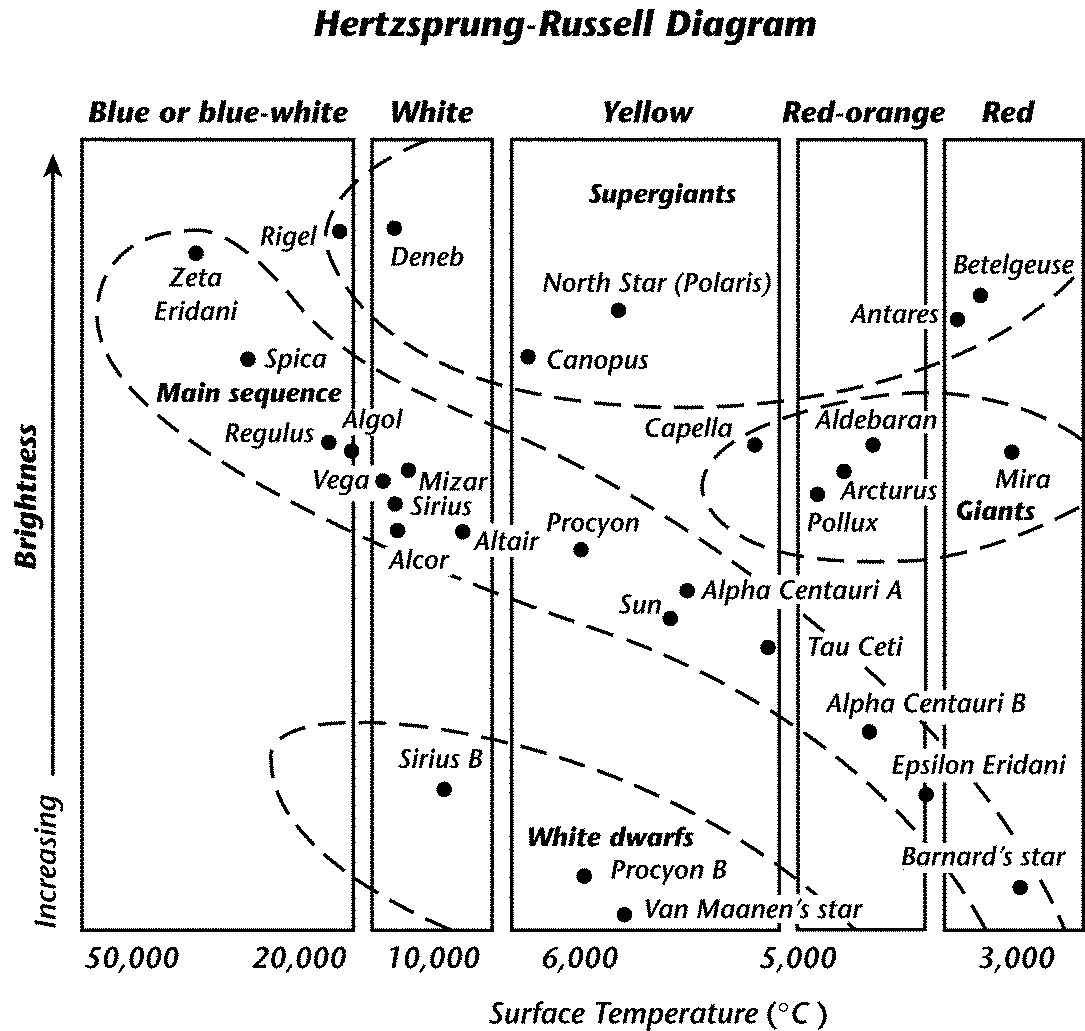 Hertzsprung-Russell Diagram
Blue or blue-white
White
Yellow
Red-orange
Red
Supergiants
Rigel
Deneb
Zeta
Eridani
North Star (Polaris)
Betelgeuse
Antares
Spica
Canopus
Main sequence
Algol
Regulus
Capella
Aldebaran
Vega
Mizar
Sirius
Arcturus
Mira
Pollux
Giants
Procyon
Altair
Alcor
Alpha Centauri A
Sun
Tau Ceti
Alpha Centauri B
Sirius B
Epsilon Eridani
White dwarfs
Procyon B
Barnard's star
Van Maanen's star
Brightness
Increasing
50,000
20,000
10,000
6,000
5,000
3,000
Surface Temperature (°C )